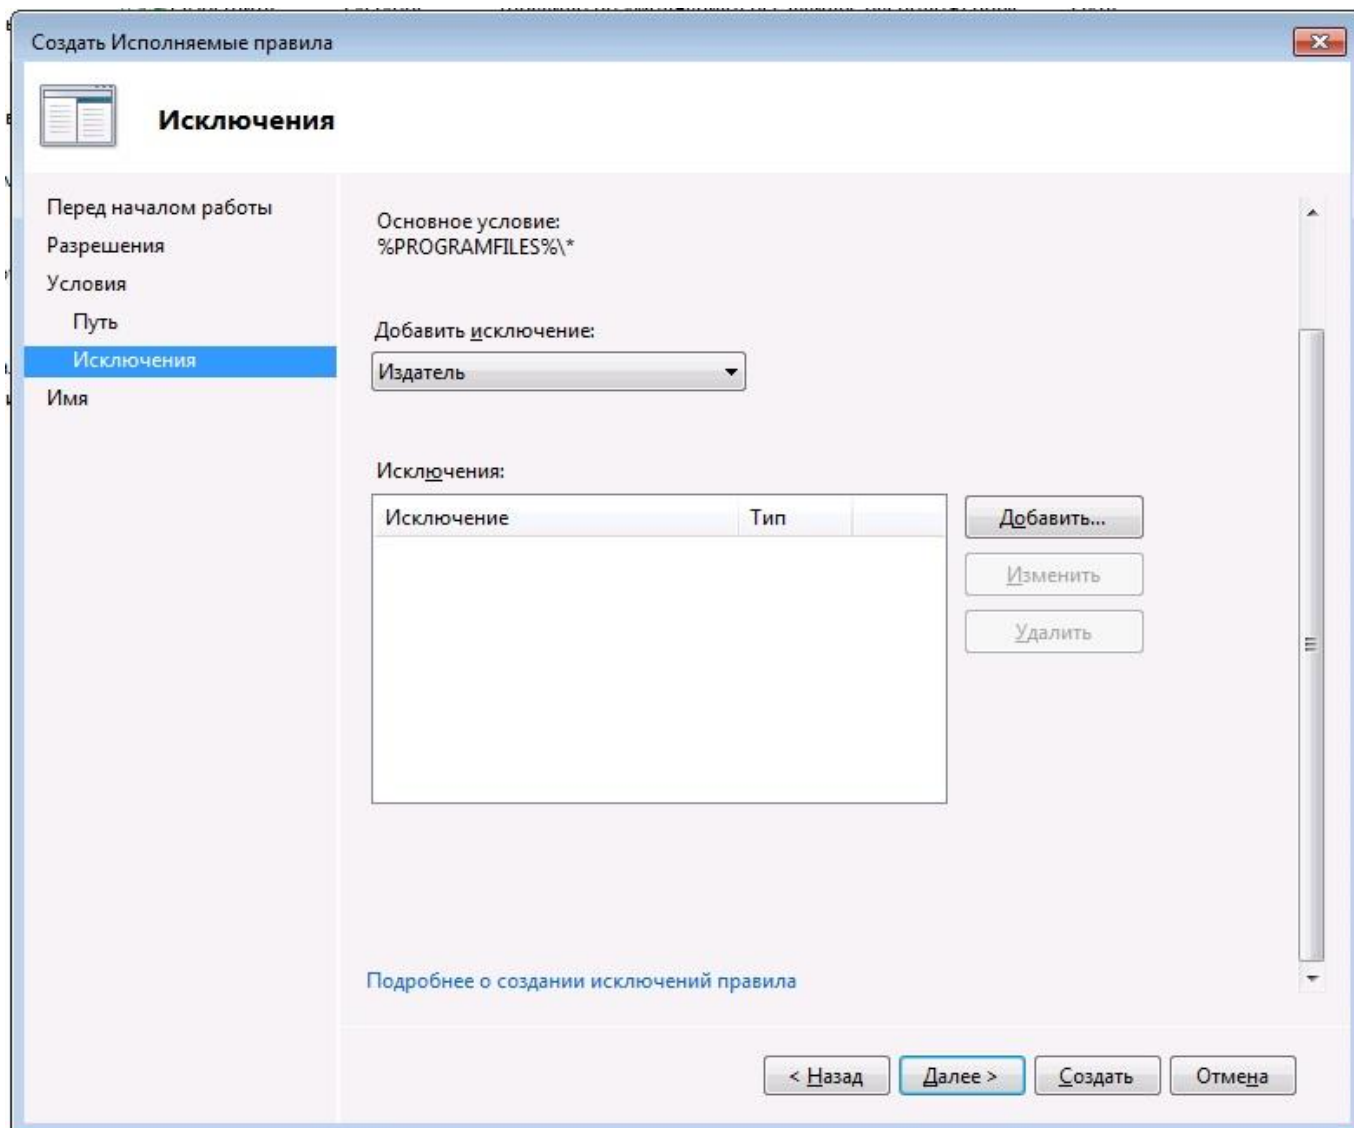 Создать Исполняемые правила
Исключения
Перед началом работы
Разрешения
Условия
Путь
Исключения
Имя
Основное условие:
%PROGRAMFILES%\*
Добавить исключение:
Издатель
Исключения:
Исключение Тип
Добавить...
Изменить
Удалить
Подробнее о создании исключений правила
< Назад Далее > Создать Отмена